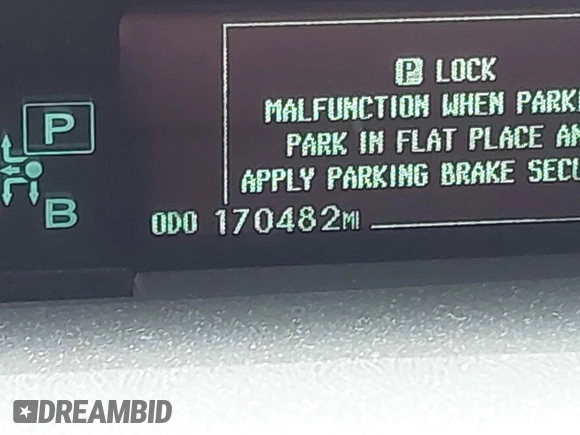 P LOCK
MALFUNCTION WHEN
PARK IN FLAT PLACE
APPLY PARKING BRAKE
P
B
ODO 170482MI
DREAMBID